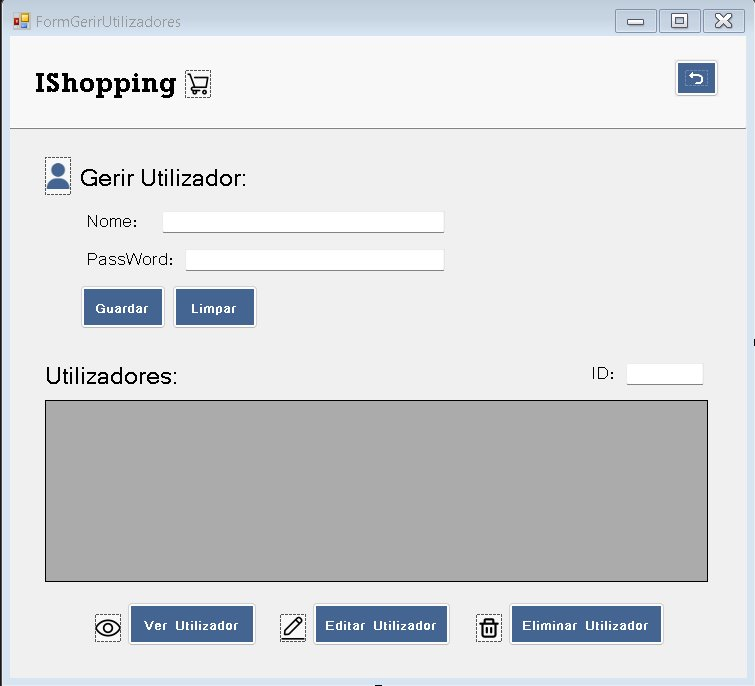 FormGerirUtilizadores
IShopping
Gerir Utilizador:
Nome:
PassWord:
Guardar Limpar
Utilizadores: ID:
Ver Utilizador Editar Utilizador Eliminar Utilizador